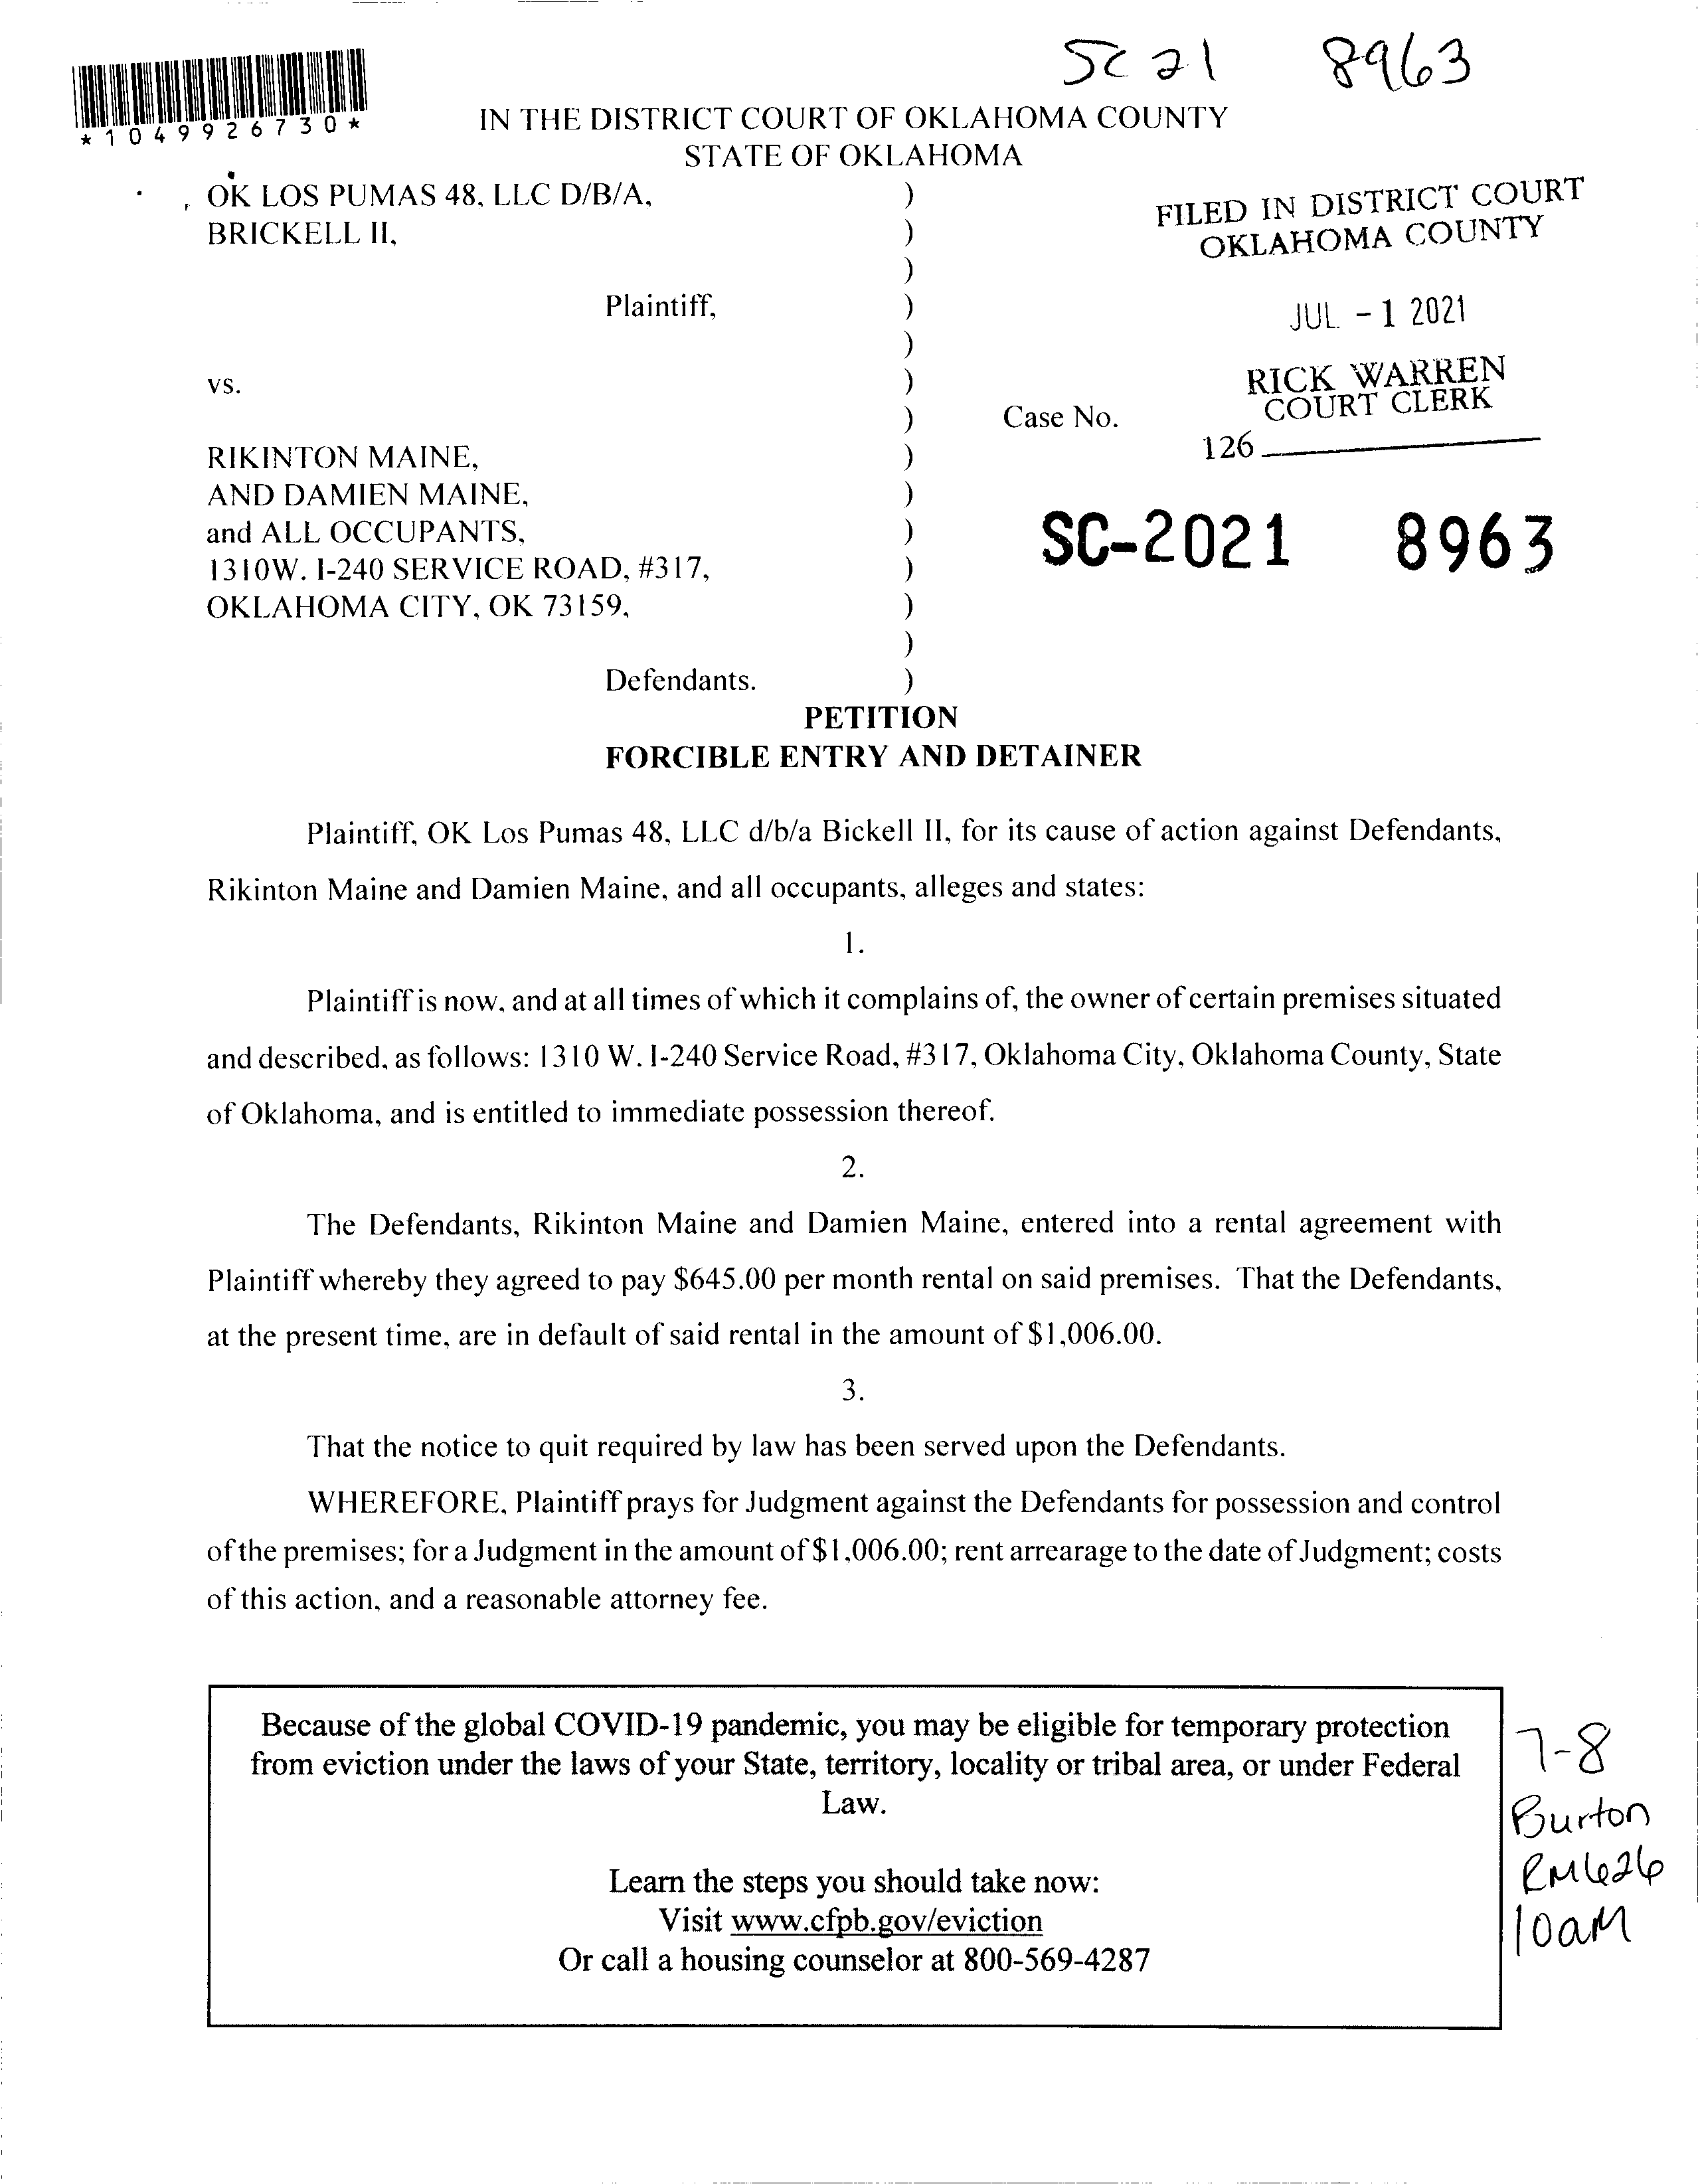 SC 21 8963
*1049926730*
IN THE DISTRICT COURT OF OKLAHOMA COUNTY
STATE OF OKLAHOMA
OK LOS PUMAS 48, LLC D/B/A, )
BRICKELL II, )
)
Plaintiff, )
)
vs. )
)
RIKINTON MAINE, )
AND DAMIEN MAINE, )
and ALL OCCUPANTS, )
1310W. I-240 SERVICE ROAD, #317, )
OKLAHOMA CITY, OK 73159, )
)
Defendants. )
FILED IN DISTRICT COURT
OKLAHOMA COUNTY
JUL -1 2021
RICK WARREN
COURT CLERK
Case No.
126
SC-2021 8963
PETITION
FORCIBLE ENTRY AND DETAINER
Plaintiff, OK Los Pumas 48, LLC d/b/a Bickell II, for its cause of action against Defendants,
Rikinton Maine and Damien Maine, and all occupants, alleges and states:
1.
Plaintiff is now, and at all times of which it complains of, the owner of certain premises situated
and described, as follows: 1310 W. I-240 Service Road, #317, Oklahoma City, Oklahoma County, State
of Oklahoma, and is entitled to immediate possession thereof.
2.
The Defendants, Rikinton Maine and Damien Maine, entered into a rental agreement with
Plaintiff whereby they agreed to pay $645.00 per month rental on said premises. That the Defendants,
at the present time, are in default of said rental in the amount of $1,006.00.
3.
That the notice to quit required by law has been served upon the Defendants.
WHEREFORE, Plaintiff prays for Judgment against the Defendants for possession and control
of the premises; for a Judgment in the amount of $1,006.00; rent arrearage to the date of Judgment; costs
of this action, and a reasonable attorney fee.
Because of the global COVID-19 pandemic, you may be eligible for temporary protection
from eviction under the laws of your State, territory, locality or tribal area, or under Federal
Law.
Learn the steps you should take now:
Visit www.cfpb.gov/eviction
Or call a housing counselor at 800-569-4287
7-8
Burton
RM626
10aM